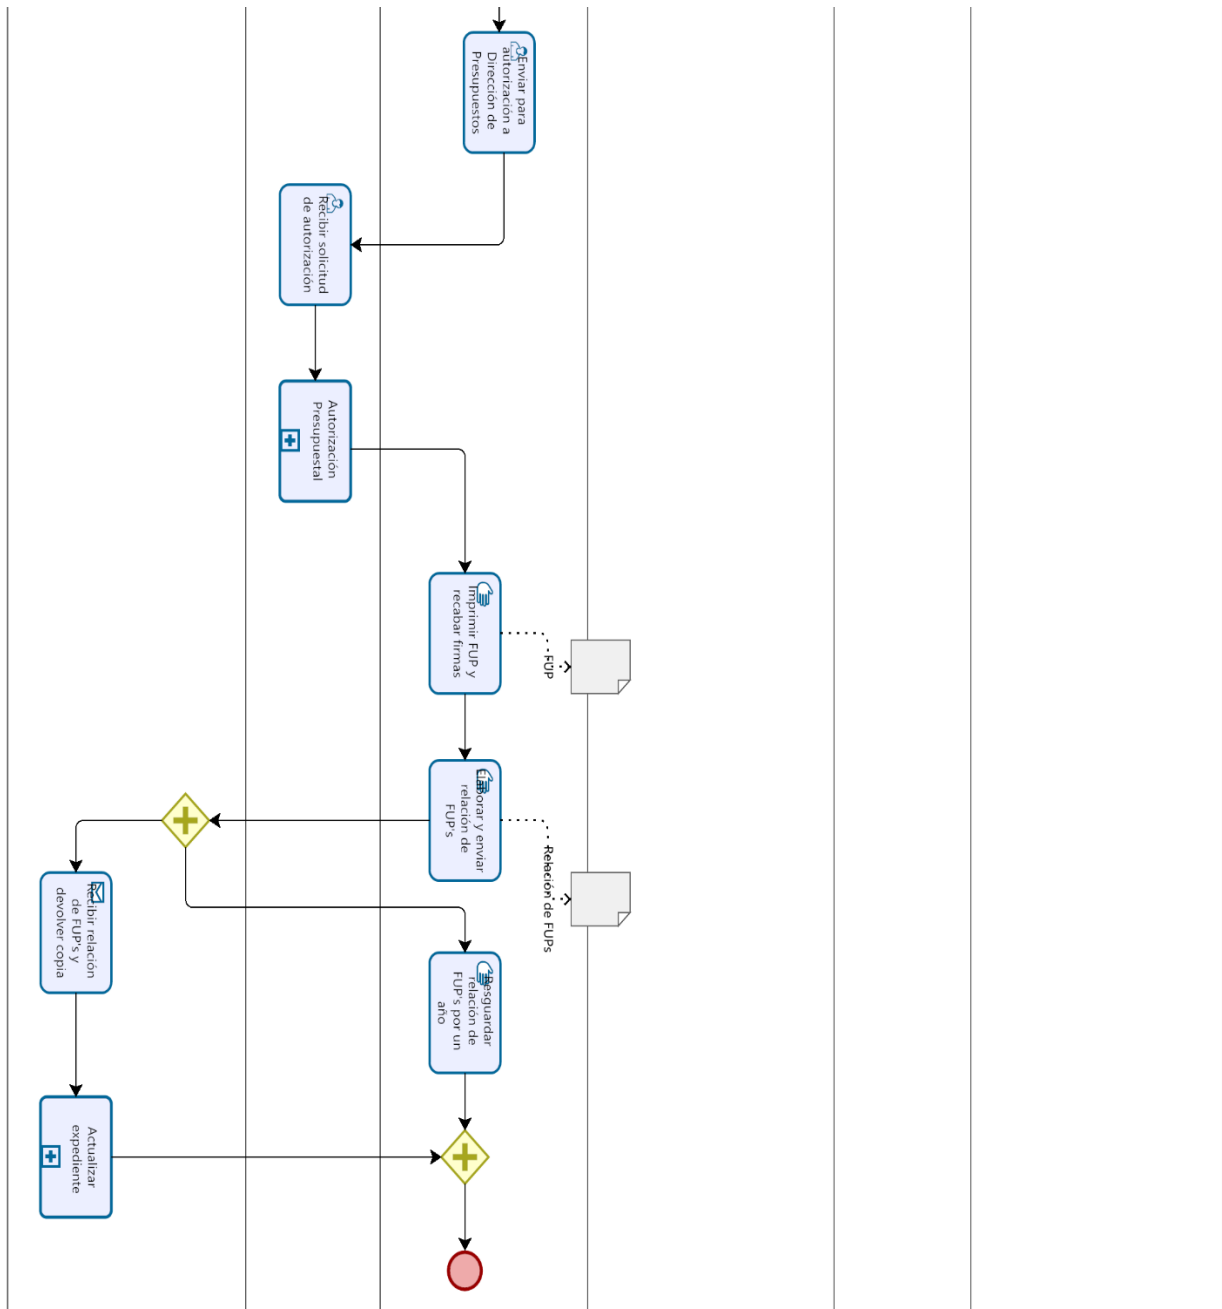 Enviar para
autorización a
Dirección de
Presupuestos
Recibir solicitud
de autorización
Autorización
Presupuestal
Imprimir FUP y
recabar firmas
FUP
Elaborar y enviar
relación de
FUP's
Relación de FUPs
Recibir relación
de FUP's y
devolver copia
Resguardar
relación de
FUP's por un
año
Actualizar
expediente